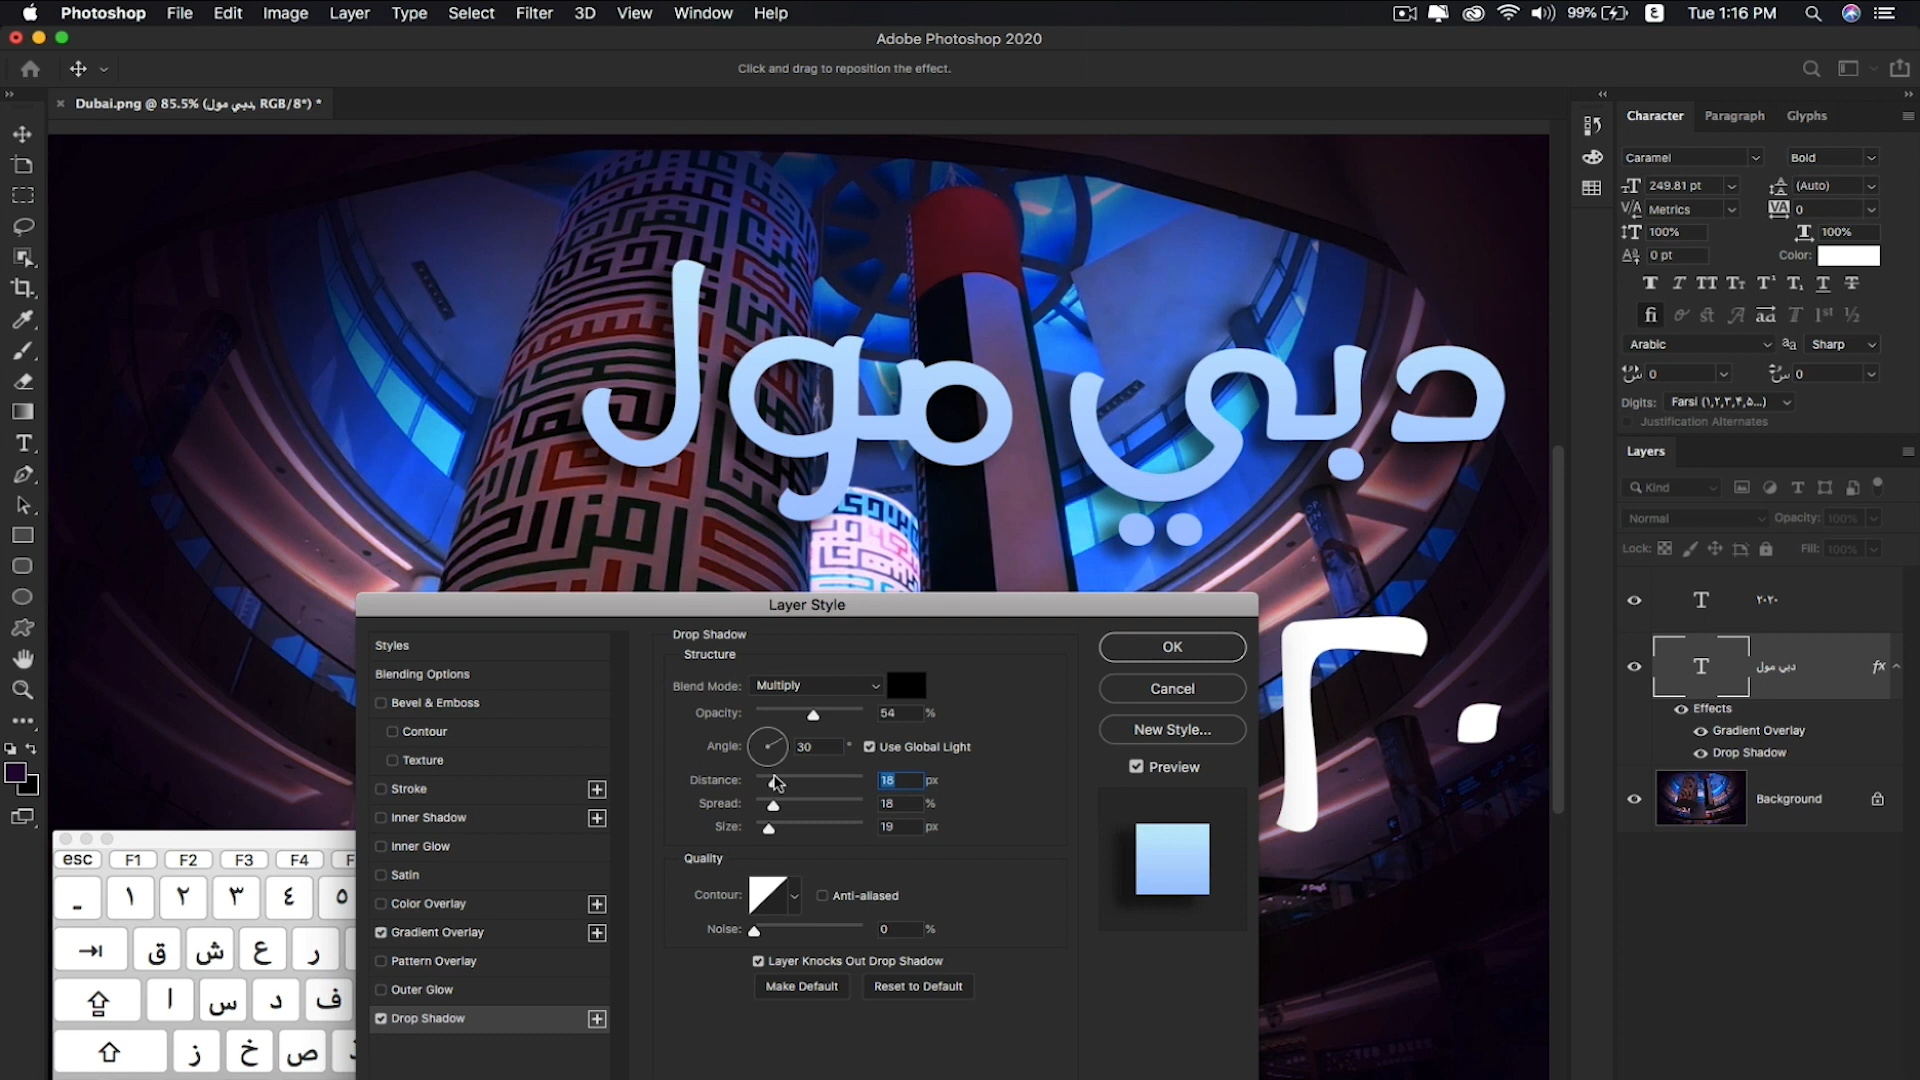 Photoshop File Edit Image Layer Type Select Filter 3D View Window Help
99% ع Tue 1:16 PM
Adobe Photoshop 2020
Click and drag to reposition the effect.
Dubai.png @ 85.5% (دبي مول, RGB/8*) *
دبي مول
Character Paragraph Glyphs
Caramel Bold
249.81 pt (Auto)
Metrics 0
100% 100%
0 pt Color:
Arabic Sharp
0 0
Digits: Farsi (۱,۲,۳,۴,۵...)
Justification Alternates
Layers
Kind
Normal Opacity: 100%
Lock: Fill: 100%
٢٠٢٠
دبي مول fx
Effects
Gradient Overlay
Drop Shadow
Background
Layer Style
Styles
Blending Options
Bevel & Emboss
Contour
Texture
Stroke
Inner Shadow
Inner Glow
Satin
Color Overlay
Gradient Overlay
Pattern Overlay
Outer Glow
Drop Shadow
Drop Shadow
Structure
Blend Mode: Multiply
Opacity: 54 %
Angle: 30 ° Use Global Light
Distance: 18 px
Spread: 18 %
Size: 19 px
Quality
Contour: Anti-aliased
Noise: 0 %
Layer Knocks Out Drop Shadow
Make Default Reset to Default
OK
Cancel
New Style...
Preview
٢٠
esc F1 F2 F3 F4 F
١ ٢ ٣ ٤ ٥
ق ش ع ر
ا س د ف
ز خ ص